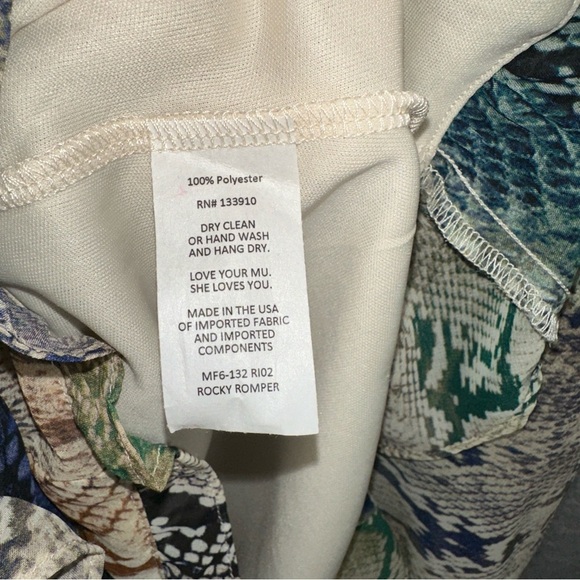 100% Polyester
RN# 133910
DRY CLEAN
OR HAND WASH
AND HANG DRY.
LOVE YOUR MU.
SHE LOVES YOU.
MADE IN THE USA
OF IMPORTED FABRIC
AND IMPORTED
COMPONENTS
MF6-132 RI02
ROCKY ROMPER